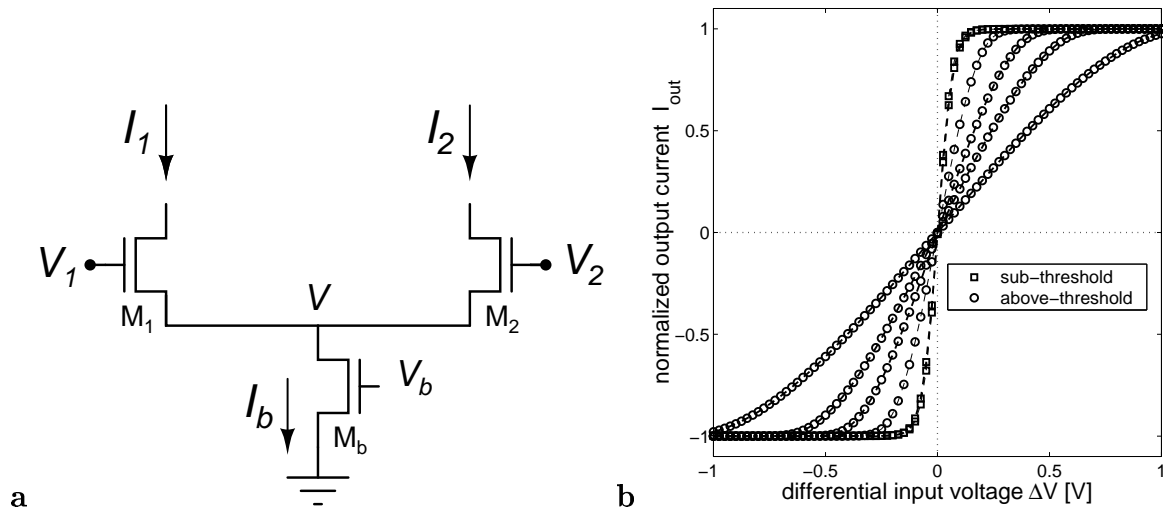 I1
I2
V1
V2
M1
V
M2
Vb
Ib
Mb
a
normalized output current Iout
1
0.5
0
−0.5
−1
sub−threshold
above−threshold
−1
−0.5
0
0.5
1
differential input voltage ΔV [V]
b